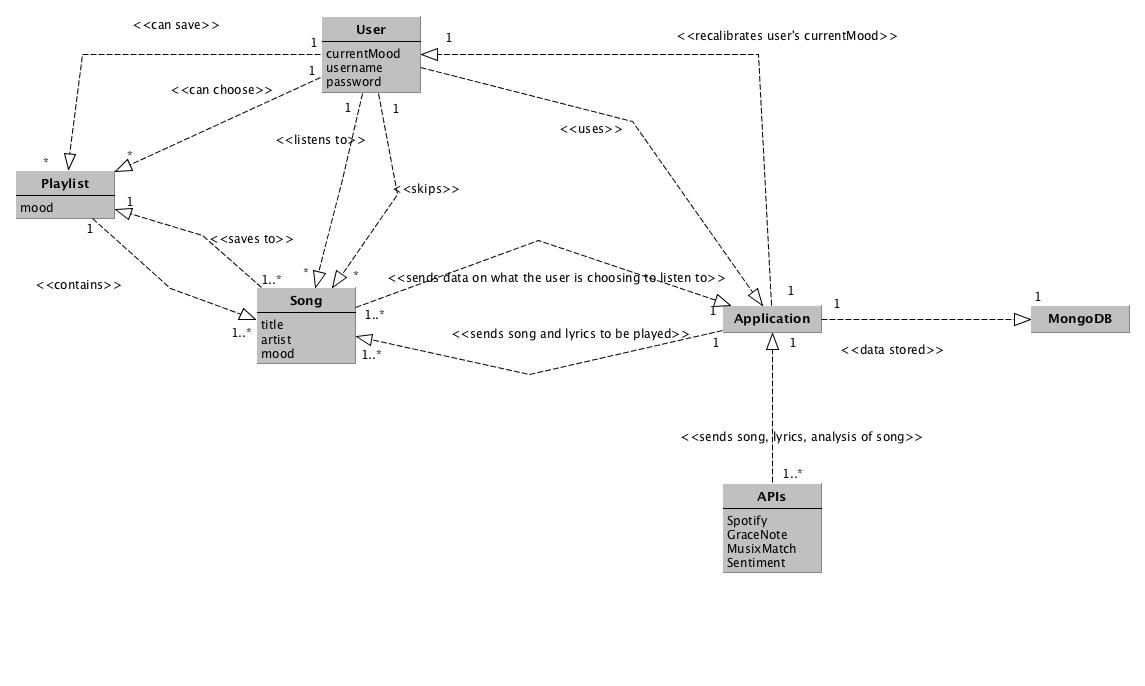 <<can save>>
User
1
1
<<recalibrates user's currentMood>>
currentMood
username
password
1
<<can choose>>
1
1
<<uses>>
<<listens to>>
*
*
Playlist
mood
<<skips>>
1
1
<<saves to>>
<<contains>>
*
*
1..*
<<sends data on what the user is choosing to listen to>>
Song
title
artist
mood
1..*
1..*
1..*
1
1
Application
1
1
MongoDB
<<sends song and lyrics to be played>>
1
1
<<data stored>>
<<sends song, lyrics, analysis of song>>
1..*
APIs
Spotify
GraceNote
MusixMatch
Sentiment